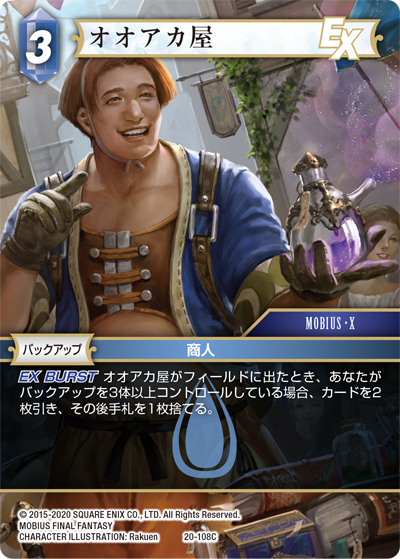 3
オオアカ屋
EX
MOBIUS・X
バックアップ
商人
EX BURST オオアカ屋がフィールドに出たとき、あなたが
バックアップを3体以上コントロールしている場合、カードを2
枚引き、その後手札を1枚捨てる。
© 2015-2020 SQUARE ENIX CO., LTD. All Rights Reserved.
MOBIUS FINAL FANTASY
CHARACTER ILLUSTRATION: Rakuen
20-108C